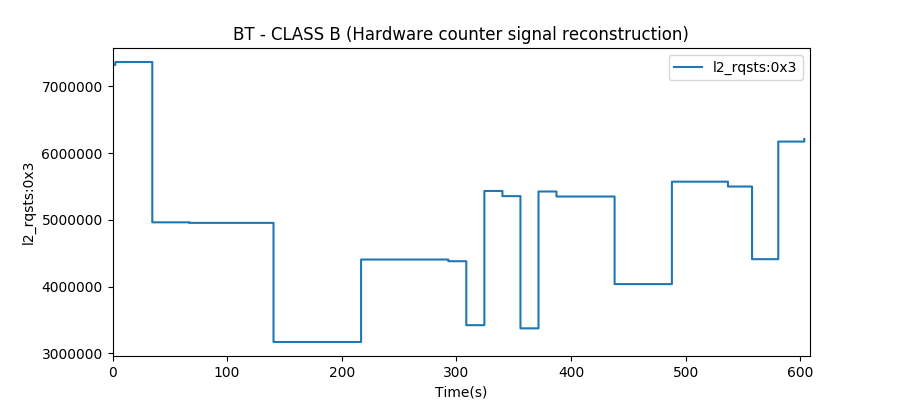 BT - CLASS B (Hardware counter signal reconstruction)
l2_rqsts:0x3
7000000
6000000
5000000
4000000
3000000
l2_rqsts:0x3
0 100 200 300 400 500 600
Time(s)